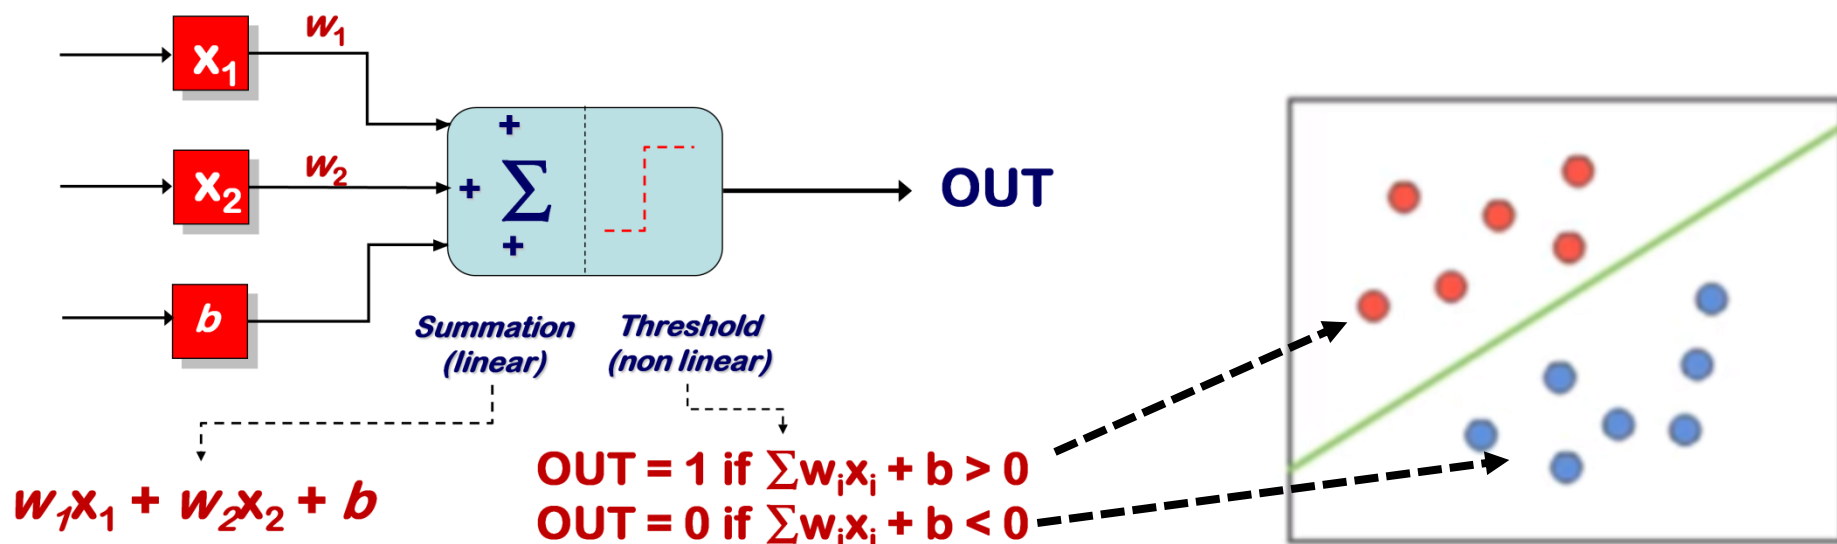 w₁
x₁
+
w₂
x₂
+ Σ
OUT
+
b
Summation
(linear)
Threshold
(non linear)
OUT = 1 if ∑wᵢxᵢ + b > 0
w₁x₁ + w₂x₂ + b
OUT = 0 if ∑wᵢxᵢ + b < 0